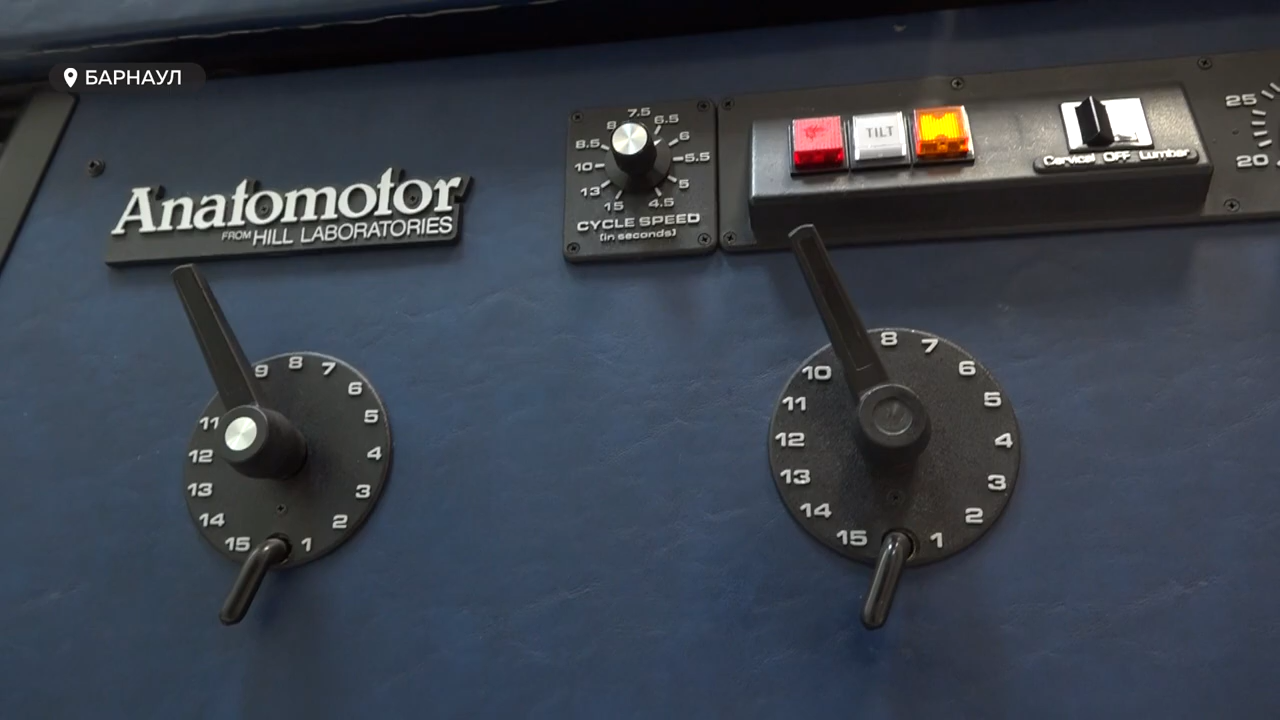 БАРНАУЛ
Anatomotor
FROM HILL LABORATORIES
7.5
8 6.5
8.5 6
10 5.5
13 5
15 4.5
CYCLE SPEED
(in seconds)
TILT
Cervical OFF Lumbar
25
20
9 8 7
6
11 5
12 4
13 3
14 2
15 1
8 7
10 6
11 5
12 4
13 3
14 2
15 1